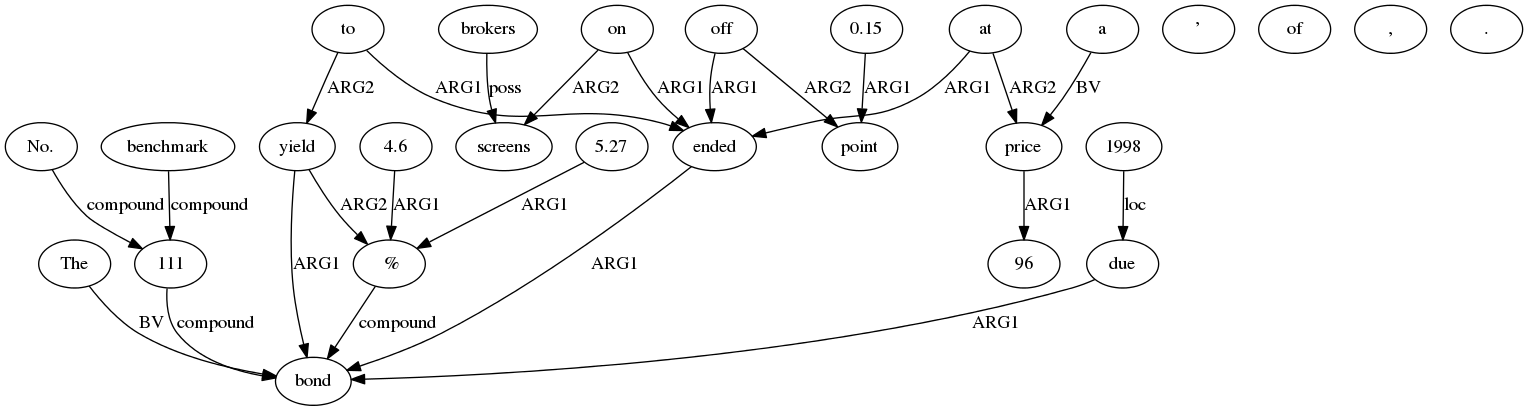 to brokers on off 0.15 at a ’ of , .
ARG2 ARG1 poss ARG2 ARG1 ARG1 ARG2 ARG1 ARG1 ARG2 BV
No. benchmark yield 4.6 screens 5.27 ended point price 1998
compound compound ARG2 ARG1 ARG1 ARG1 loc
The 111 ARG1 % ARG1 96 due
BV compound compound ARG1
bond